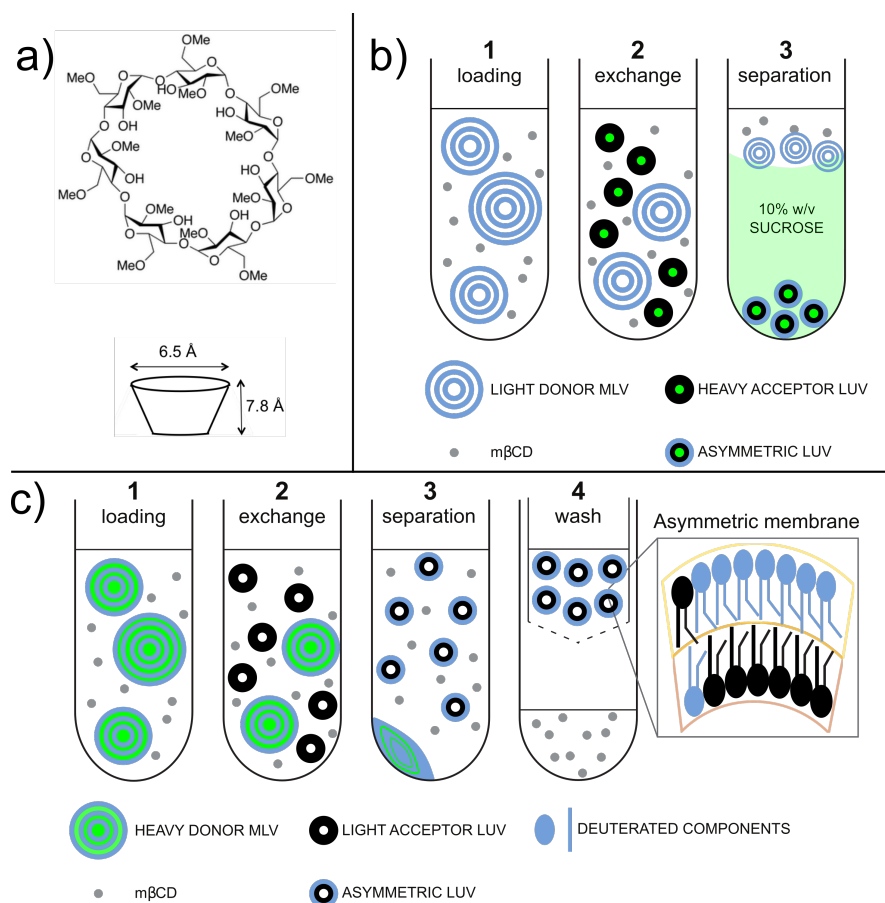 a)
OMe
MeO
OMe
OMe
MeO
HO
OMe
OMe
OH
HO
MeO
OMe
OH
HO
OMe
MeO
OMe
HO
MeO
OH
MeO
MeO
OMe
6.5 Å
7.8 Å
b)
1
loading
2
exchange
3
separation
10% w/v
SUCROSE
LIGHT DONOR MLV
HEAVY ACCEPTOR LUV
mβCD
ASYMMETRIC LUV
c)
1
loading
2
exchange
3
separation
4
wash
Asymmetric membrane
HEAVY DONOR MLV
LIGHT ACCEPTOR LUV
DEUTERATED COMPONENTS
mβCD
ASYMMETRIC LUV